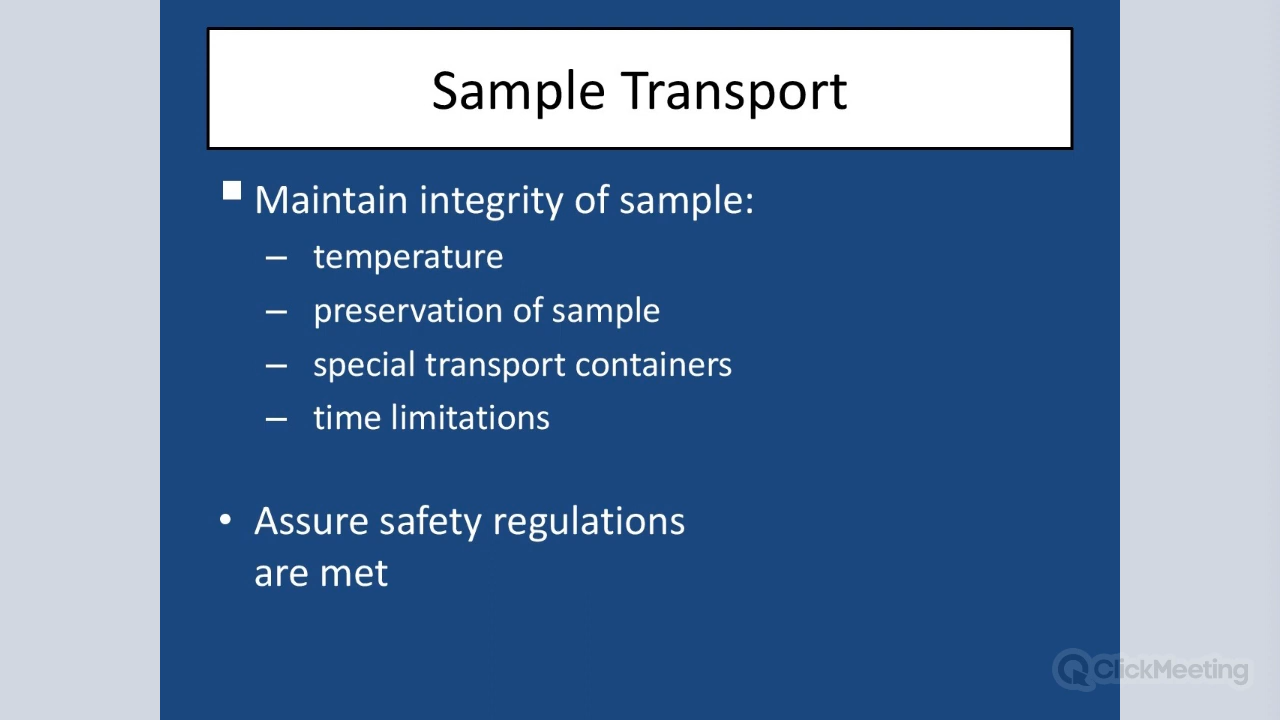 Sample Transport
▪ Maintain integrity of sample:
– temperature
– preservation of sample
– special transport containers
– time limitations
• Assure safety regulations
are met
ClickMeeting